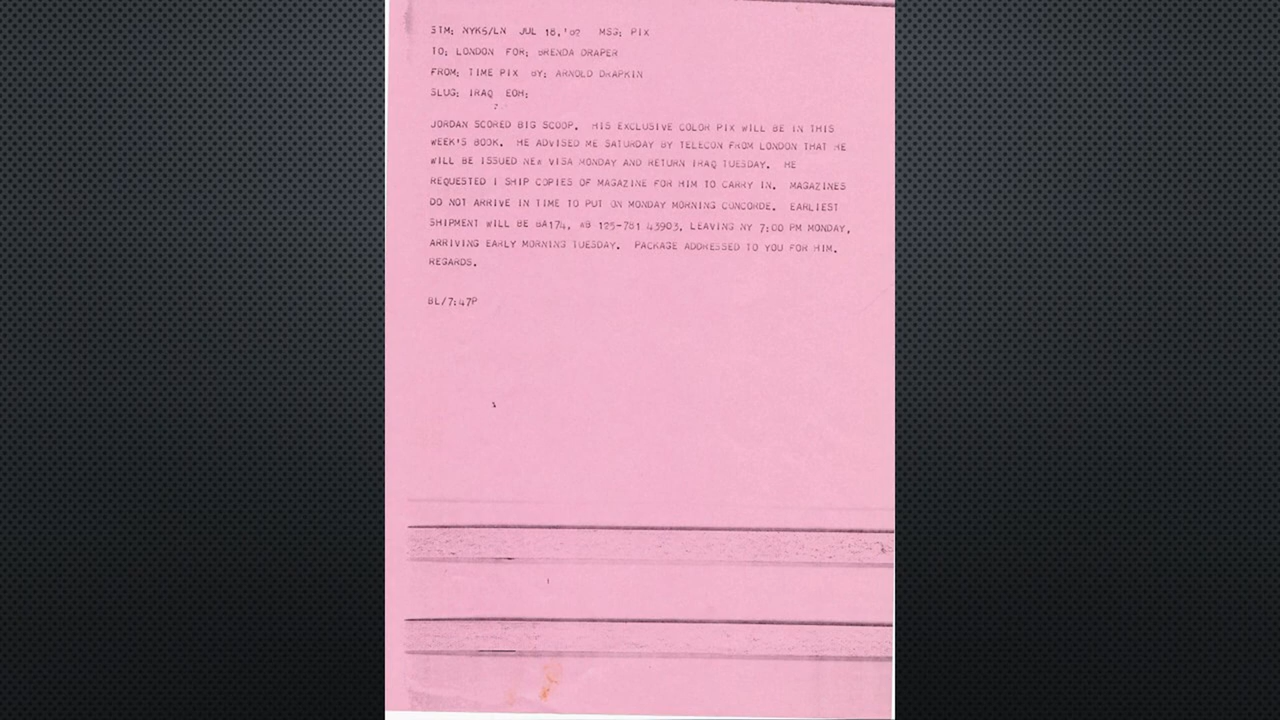 STM: NYKS/LN JUL 18,'82 MSG: PIX
TO: LONDON FOR: BRENDA DRAPER
FROM: TIME PIX BY: ARNOLD DRAPKIN
SLUG: IRAQ EOH:
JORDAN SCORED BIG SCOOP. HIS EXCLUSIVE COLOR PIX WILL BE IN THIS
WEEK'S BOOK. HE ADVISED ME SATURDAY BY TELECON FROM LONDON THAT HE
WILL BE ISSUED NEW VISA MONDAY AND RETURN IRAQ TUESDAY. HE
REQUESTED I SHIP COPIES OF MAGAZINE FOR HIM TO CARRY IN. MAGAZINES
DO NOT ARRIVE IN TIME TO PUT ON MONDAY MORNING CONCORDE. EARLIEST
SHIPMENT WILL BE BA174, WB 125-781 43903, LEAVING NY 7:00 PM MONDAY,
ARRIVING EARLY MORNING TUESDAY. PACKAGE ADDRESSED TO YOU FOR HIM.
REGARDS.
BL/7:47P